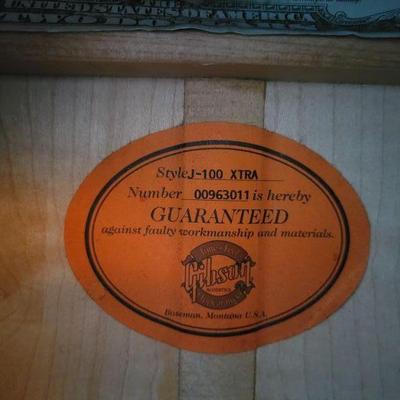 THE UNITED STATES OF AMERICA
Style J-100 XTRA
Number 00963011 is hereby
GUARANTEED
against faulty workmanship and materials.
Gibson
Bozeman, Montana U.S.A.